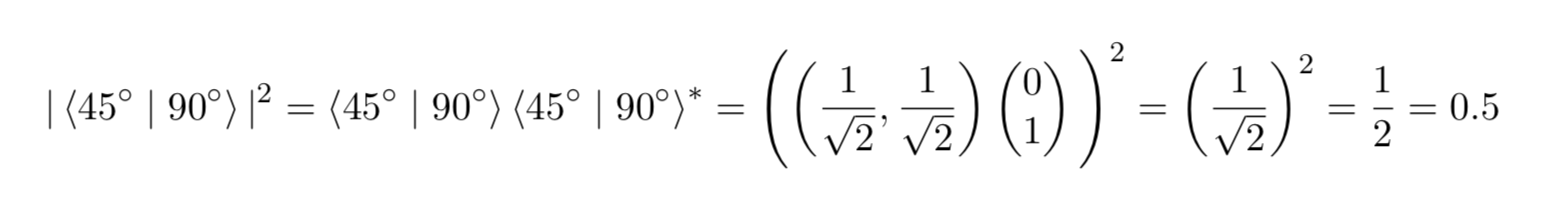 | ⟨45° | 90°⟩ |² = ⟨45° | 90°⟩ ⟨45° | 90°⟩* = ((1/√2, 1/√2) (0 1))² = (1/√2)² = 1/2 = 0.5